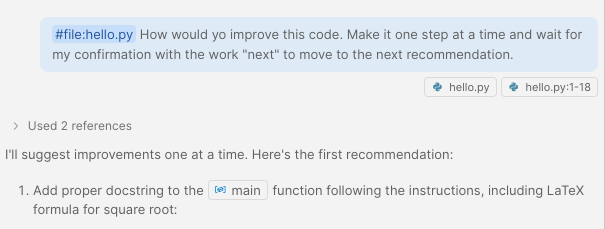 #file:hello.py How would yo improve this code. Make it one step at a time and wait for
my confirmation with the work "next" to move to the next recommendation.
hello.py hello.py:1-18
Used 2 references
I'll suggest improvements one at a time. Here's the first recommendation:
1. Add proper docstring to the main function following the instructions, including LaTeX
formula for square root: